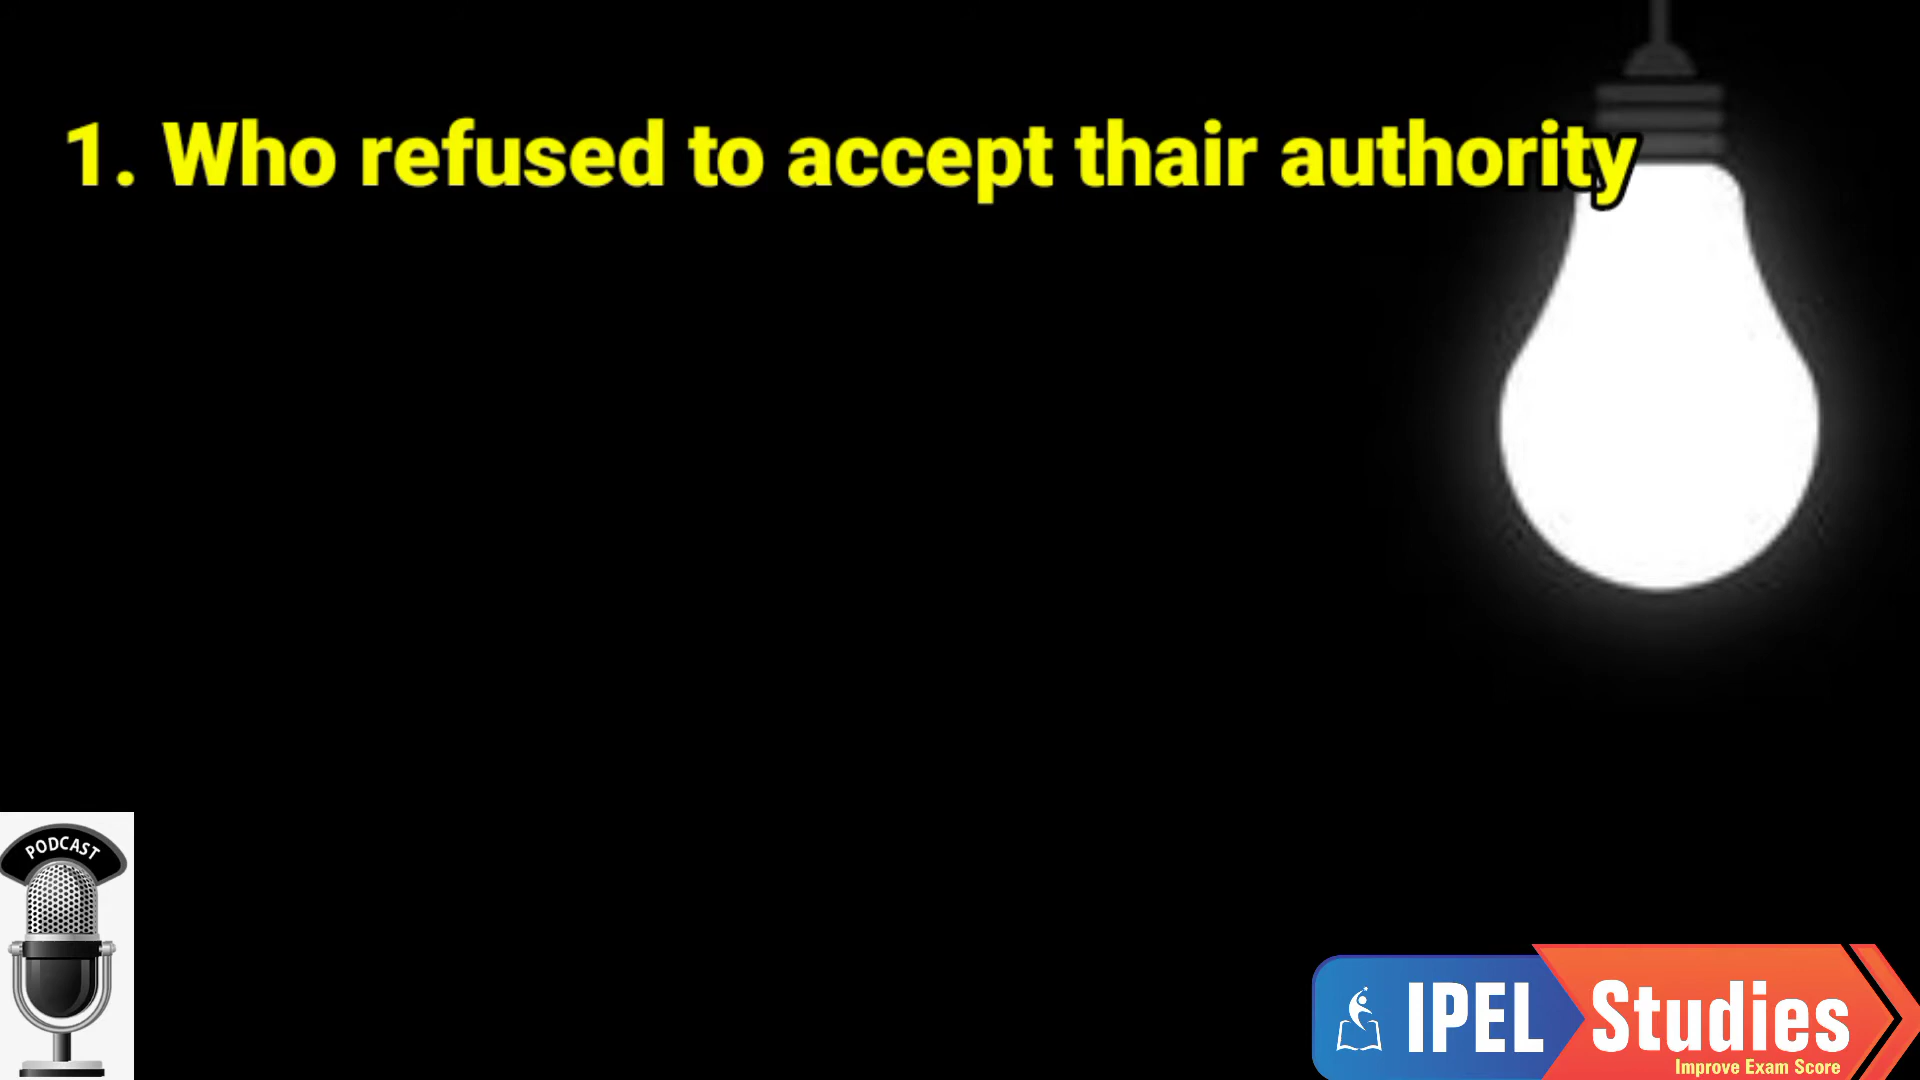 1. Who refused to accept thair authority
PODCAST
IPEL Studies
Improve Exam Score